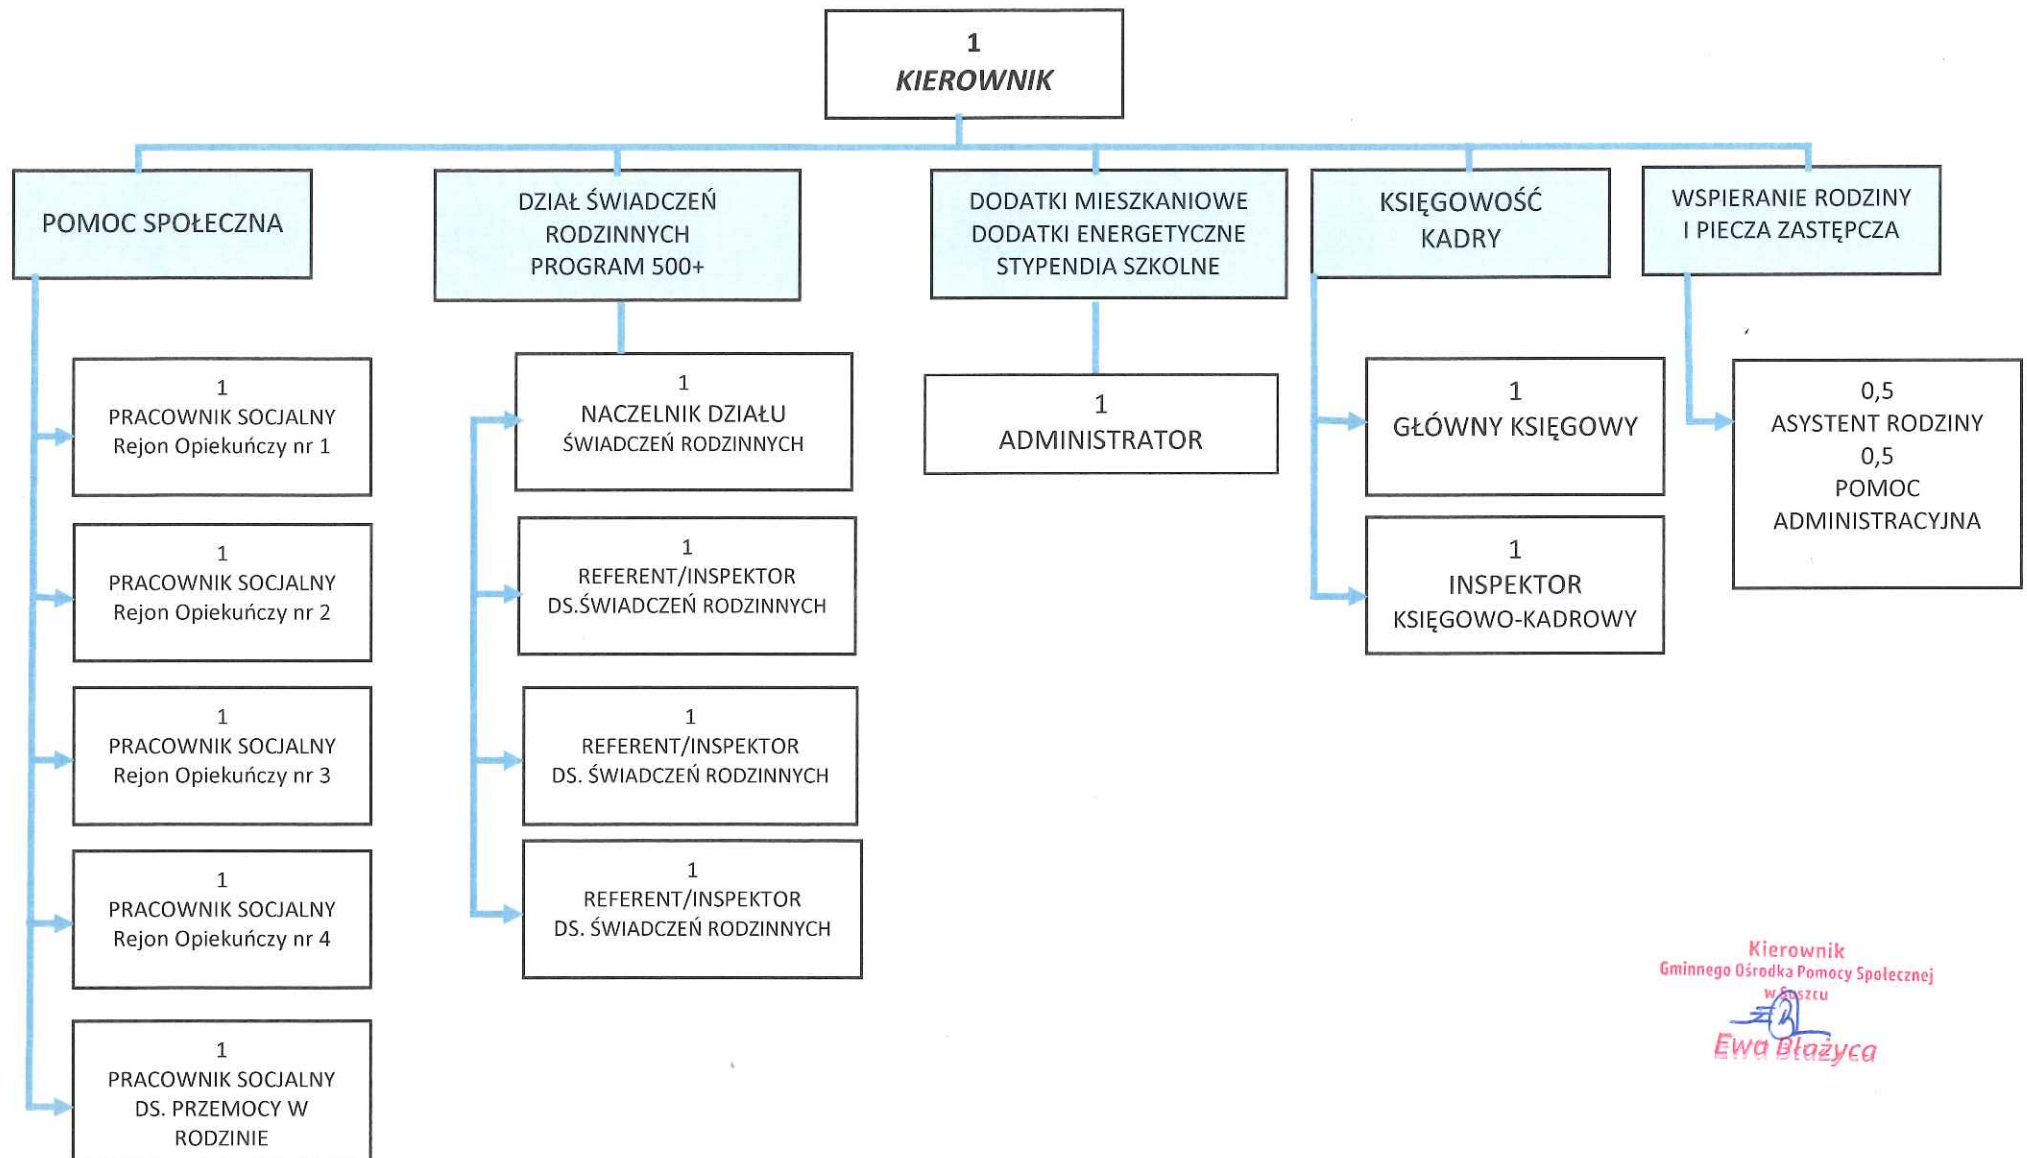 1
KIEROWNIK
POMOC SPOŁECZNA
DZIAŁ ŚWIADCZEŃ
RODZINNYCH
PROGRAM 500+
DODATKI MIESZKANIOWE
DODATKI ENERGETYCZNE
STYPENDIA SZKOLNE
KSIĘGOWOŚĆ
KADRY
WSPIERANIE RODZINY
I PIECZA ZASTĘPCZA
1
PRACOWNIK SOCJALNY
Rejon Opiekuńczy nr 1
1
PRACOWNIK SOCJALNY
Rejon Opiekuńczy nr 2
1
PRACOWNIK SOCJALNY
Rejon Opiekuńczy nr 3
1
PRACOWNIK SOCJALNY
Rejon Opiekuńczy nr 4
1
PRACOWNIK SOCJALNY
DS. PRZEMOCY W
RODZINIE
1
NACZELNIK DZIAŁU
ŚWIADCZEŃ RODZINNYCH
1
REFERENT/INSPEKTOR
DS.ŚWIADCZEŃ RODZINNYCH
1
REFERENT/INSPEKTOR
DS. ŚWIADCZEŃ RODZINNYCH
1
REFERENT/INSPEKTOR
DS. ŚWIADCZEŃ RODZINNYCH
1
ADMINISTRATOR
1
GŁÓWNY KSIĘGOWY
1
INSPEKTOR
KSIĘGOWO-KADROWY
0,5
ASYSTENT RODZINY
0,5
POMOC
ADMINISTRACYJNA
Kierownik
Gminnego Ośrodka Pomocy Społecznej
w Suszcu
Ewa Błażyca